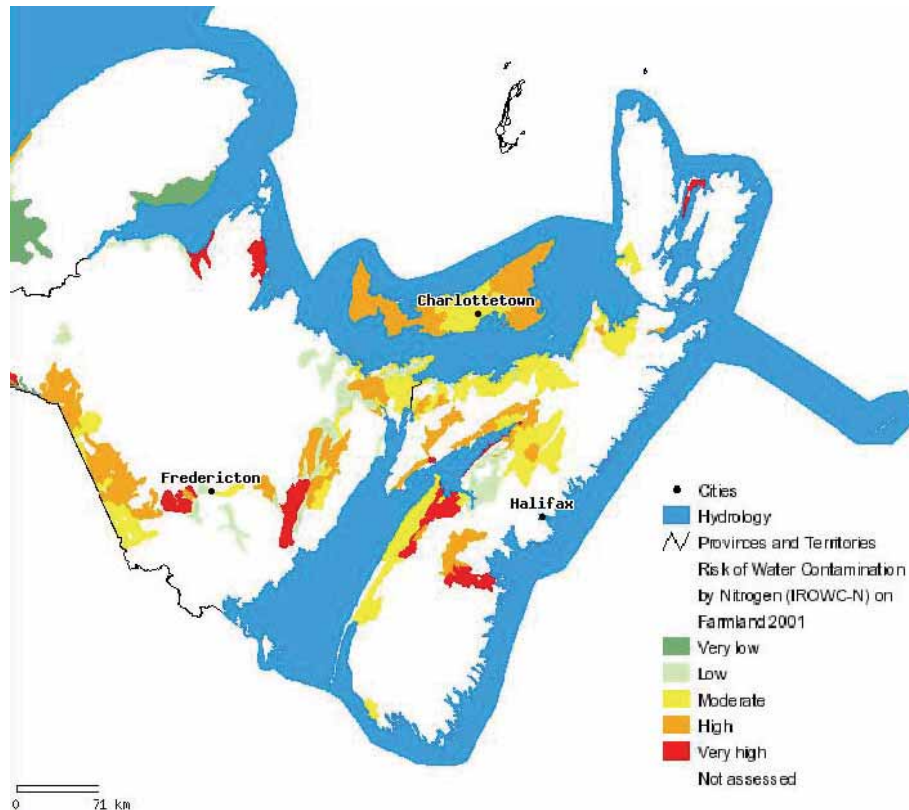 Charlottetown
Fredericton
Halifax
Cities
Hydrology
Provinces and Territories
Risk of Water Contamination
by Nitrogen (IROWC-N) on
Farmland 2001
Very low
Low
Moderate
High
Very high
Not assessed
0 71 km